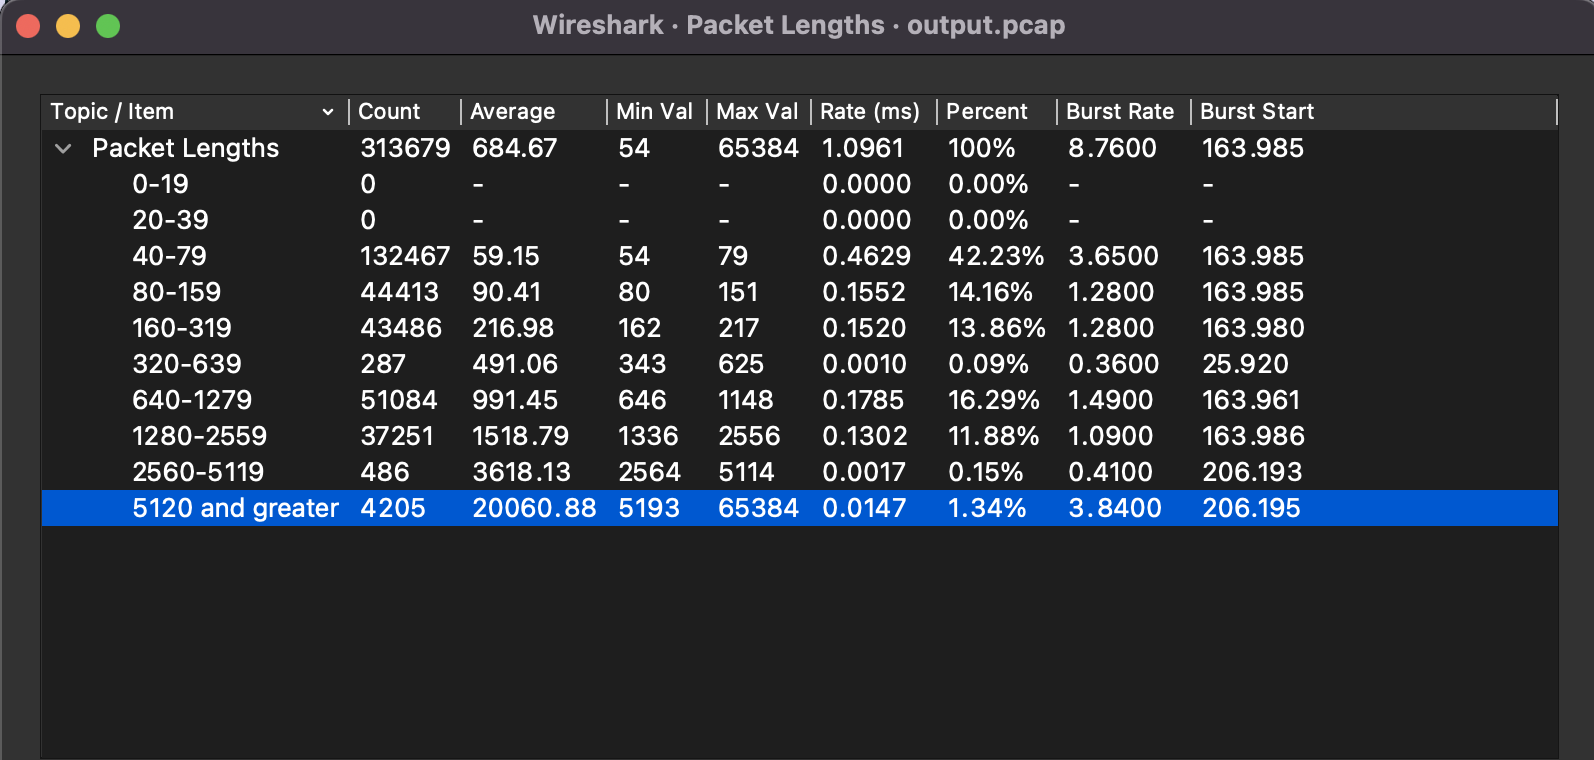 Wireshark · Packet Lengths · output.pcap
Topic / Item Count Average Min Val Max Val Rate (ms) Percent Burst Rate Burst Start
Packet Lengths 313679 684.67 54 65384 1.0961 100% 8.7600 163.985
0-19 0 - - - 0.0000 0.00% - -
20-39 0 - - - 0.0000 0.00% - -
40-79 132467 59.15 54 79 0.4629 42.23% 3.6500 163.985
80-159 44413 90.41 80 151 0.1552 14.16% 1.2800 163.985
160-319 43486 216.98 162 217 0.1520 13.86% 1.2800 163.980
320-639 287 491.06 343 625 0.0010 0.09% 0.3600 25.920
640-1279 51084 991.45 646 1148 0.1785 16.29% 1.4900 163.961
1280-2559 37251 1518.79 1336 2556 0.1302 11.88% 1.0900 163.986
2560-5119 486 3618.13 2564 5114 0.0017 0.15% 0.4100 206.193
5120 and greater 4205 20060.88 5193 65384 0.0147 1.34% 3.8400 206.195